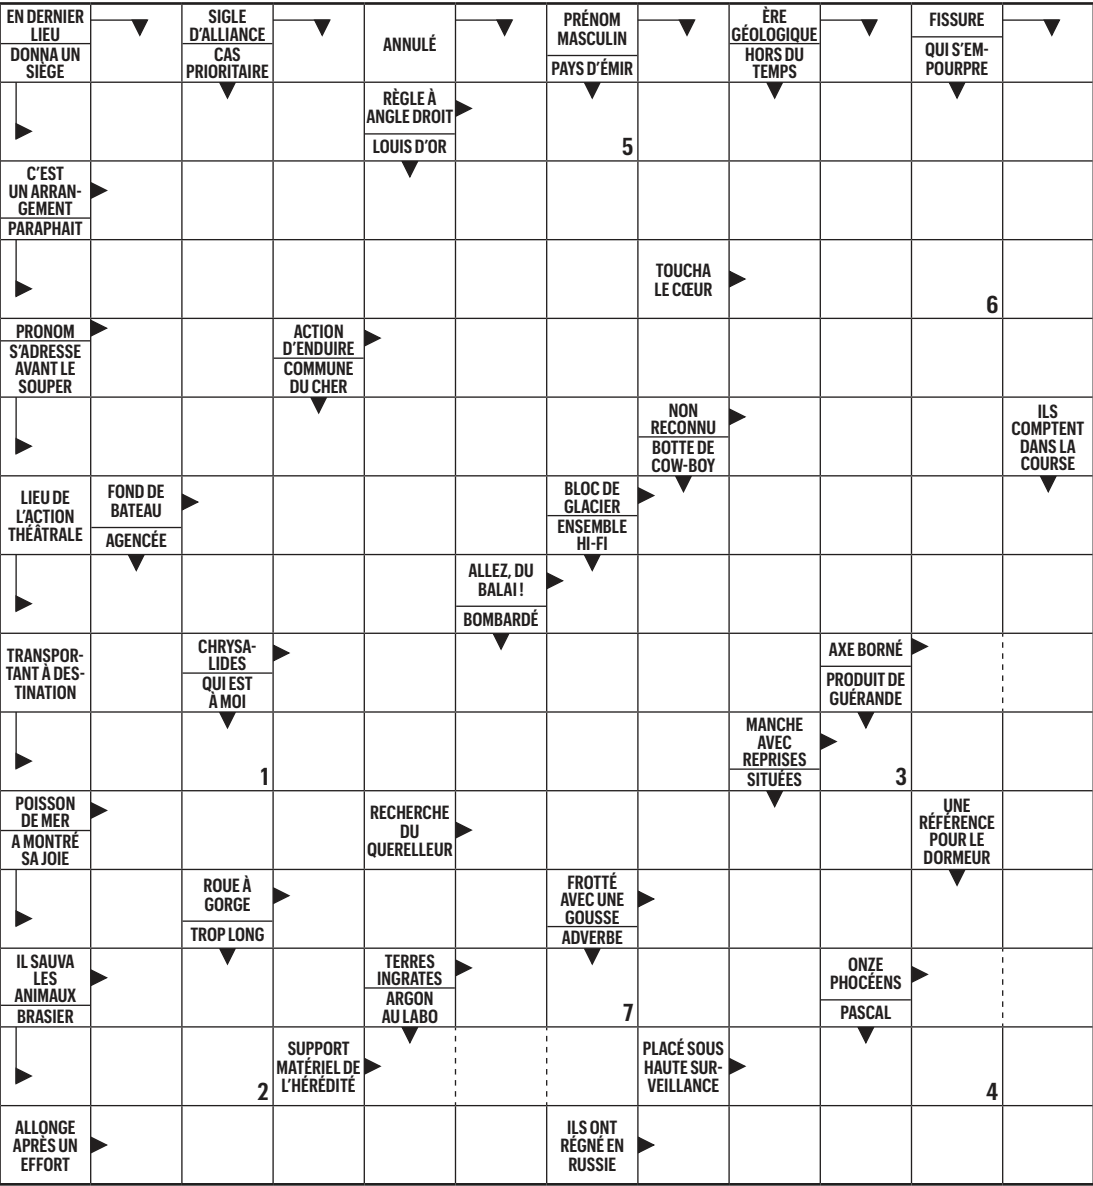 EN DERNIER
LIEU
DONNA UN
SIÈGE
SIGLE
D'ALLIANCE
CAS
PRIORITAIRE
ANNULÉ
PRÉNOM
MASCULIN
PAYS D'ÉMIR
ÈRE
GÉOLOGIQUE
HORS DU
TEMPS
FISSURE
QUI S'EM-
POURPRE
RÈGLE À
ANGLE DROIT
LOUIS D'OR
5
C'EST
UN ARRAN-
GEMENT
PARAPHAIT
TOUCHA
LE CŒUR
6
PRONOM
S'ADRESSE
AVANT LE
SOUPER
ACTION
D'ENDUIRE
COMMUNE
DU CHER
NON
RECONNU
BOTTE DE
COW-BOY
ILS
COMPTENT
DANS LA
COURSE
LIEU DE
L'ACTION
THÉÂTRALE
FOND DE
BATEAU
AGENCÉE
BLOC DE
GLACIER
ENSEMBLE
HI-FI
ALLEZ, DU
BALAI !
BOMBARDÉ
TRANSPOR-
TANT À DES-
TINATION
CHRYSA-
LIDES
QUI EST
À MOI
AXE BORNÉ
PRODUIT DE
GUÉRANDE
1
MANCHE
AVEC
REPRISES
SITUÉES
3
POISSON
DE MER
A MONTRÉ
SA JOIE
RECHERCHE
DU
QUERELLEUR
UNE
RÉFÉRENCE
POUR LE
DORMEUR
ROUE À
GORGE
TROP LONG
FROTTÉ
AVEC UNE
GOUSSE
ADVERBE
IL SAUVA
LES
ANIMAUX
BRASIER
TERRES
INGRATES
ARGON
AU LABO
7
ONZE
PHOCÉENS
PASCAL
2
SUPPORT
MATÉRIEL DE
L'HÉRÉDITÉ
PLACÉ SOUS
HAUTE SUR-
VEILLANCE
4
ALLONGE
APRÈS UN
EFFORT
ILS ONT
RÉGNÉ EN
RUSSIE